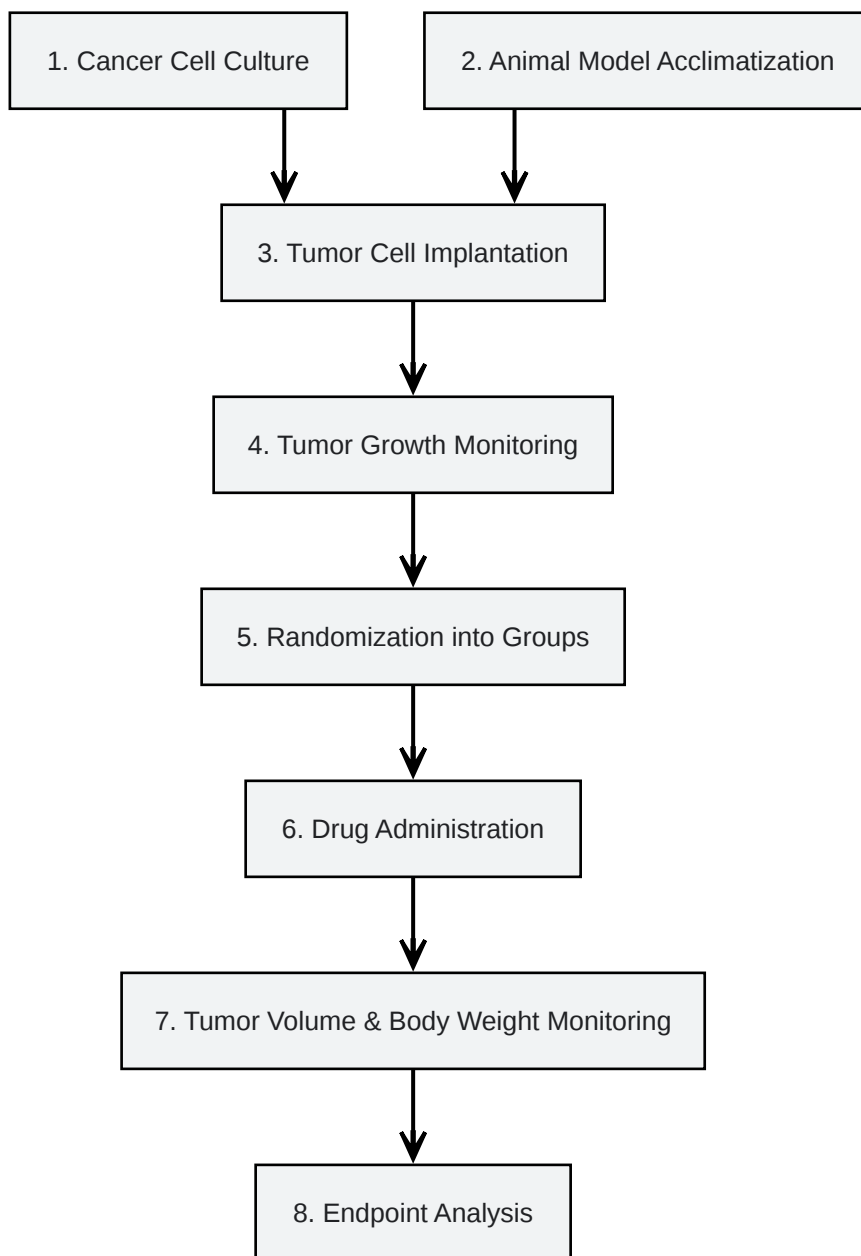 1. Cancer Cell Culture
2. Animal Model Acclimatization
3. Tumor Cell Implantation
4. Tumor Growth Monitoring
5. Randomization into Groups
6. Drug Administration
7. Tumor Volume & Body Weight Monitoring
8. Endpoint Analysis